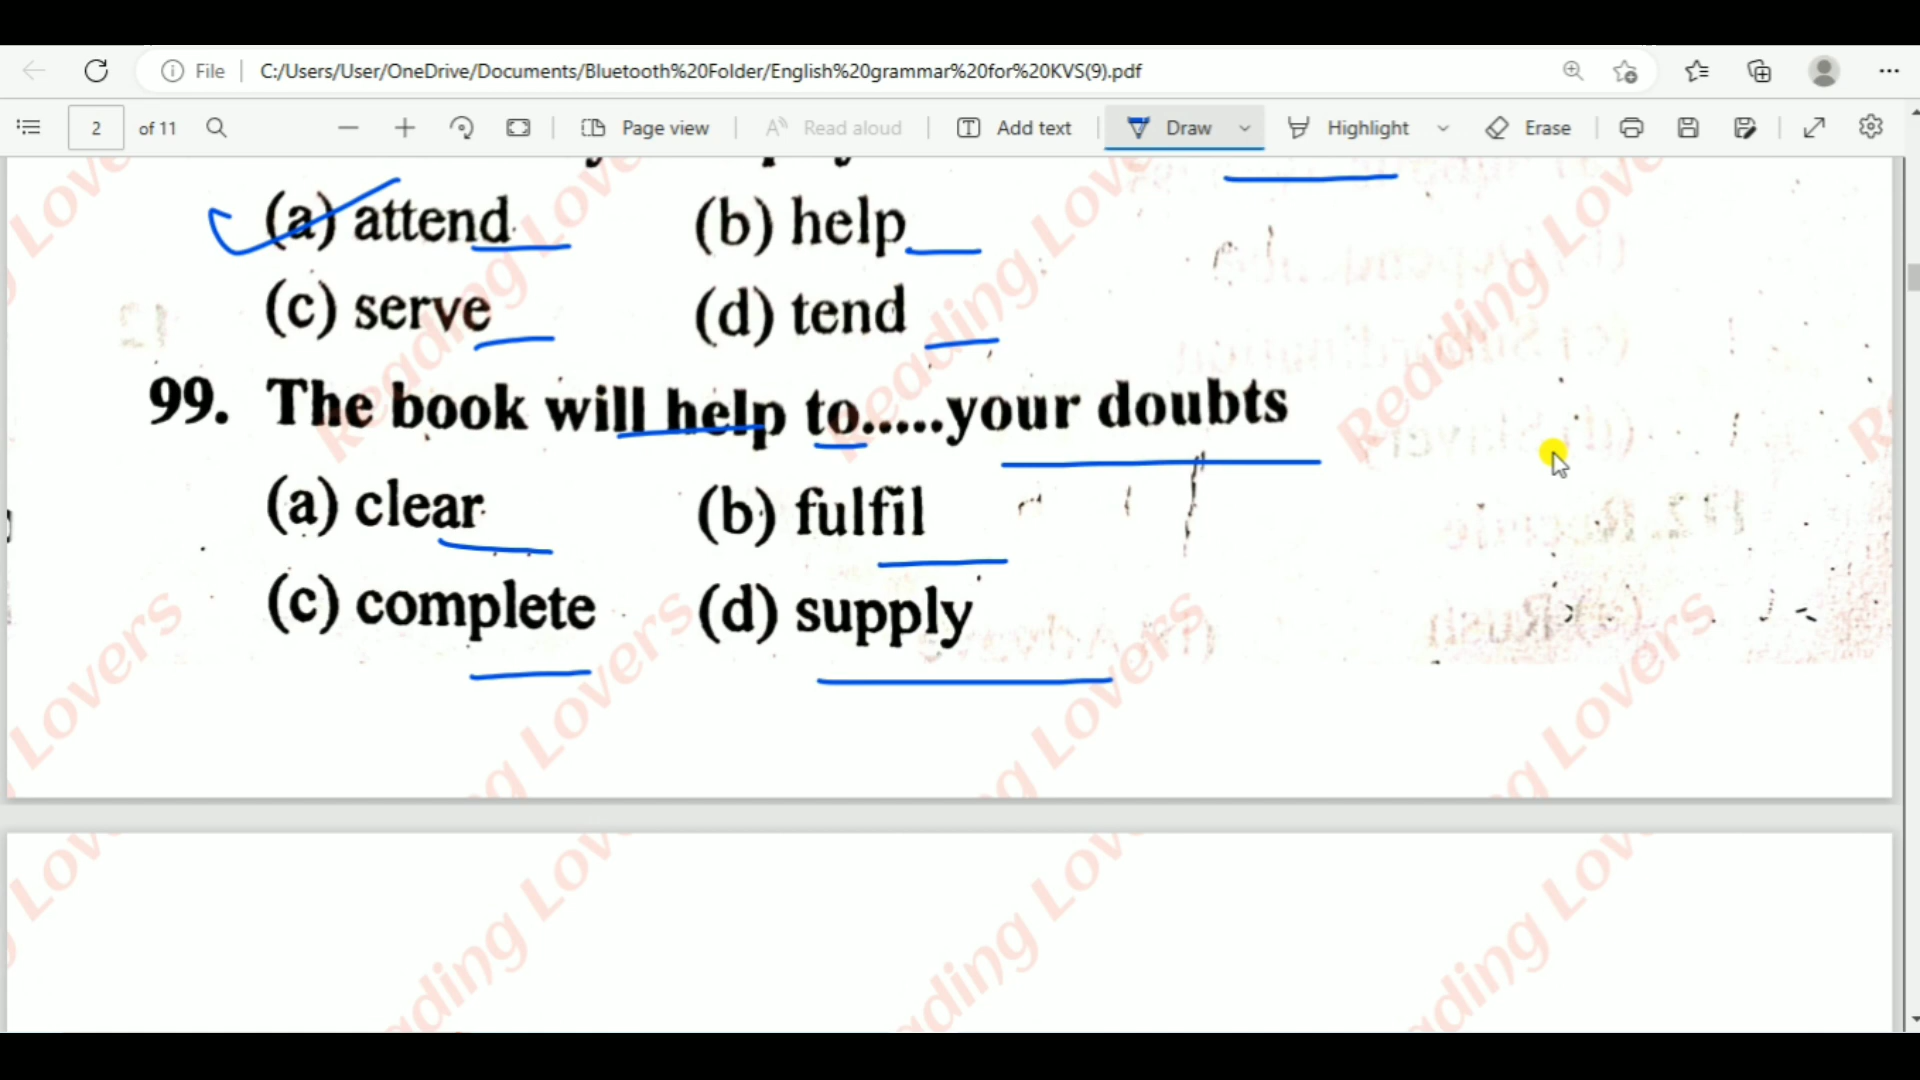 File C:/Users/User/OneDrive/Documents/Bluetooth%20Folder/English%20grammar%20for%20KVS(9).pdf
2 of 11 Page view Read aloud Add text Draw Highlight Erase
(a) attend (b) help
(c) serve (d) tend
99. The book will help to.....your doubts
(a) clear (b) fulfil
(c) complete (d) supply
Reading Lovers